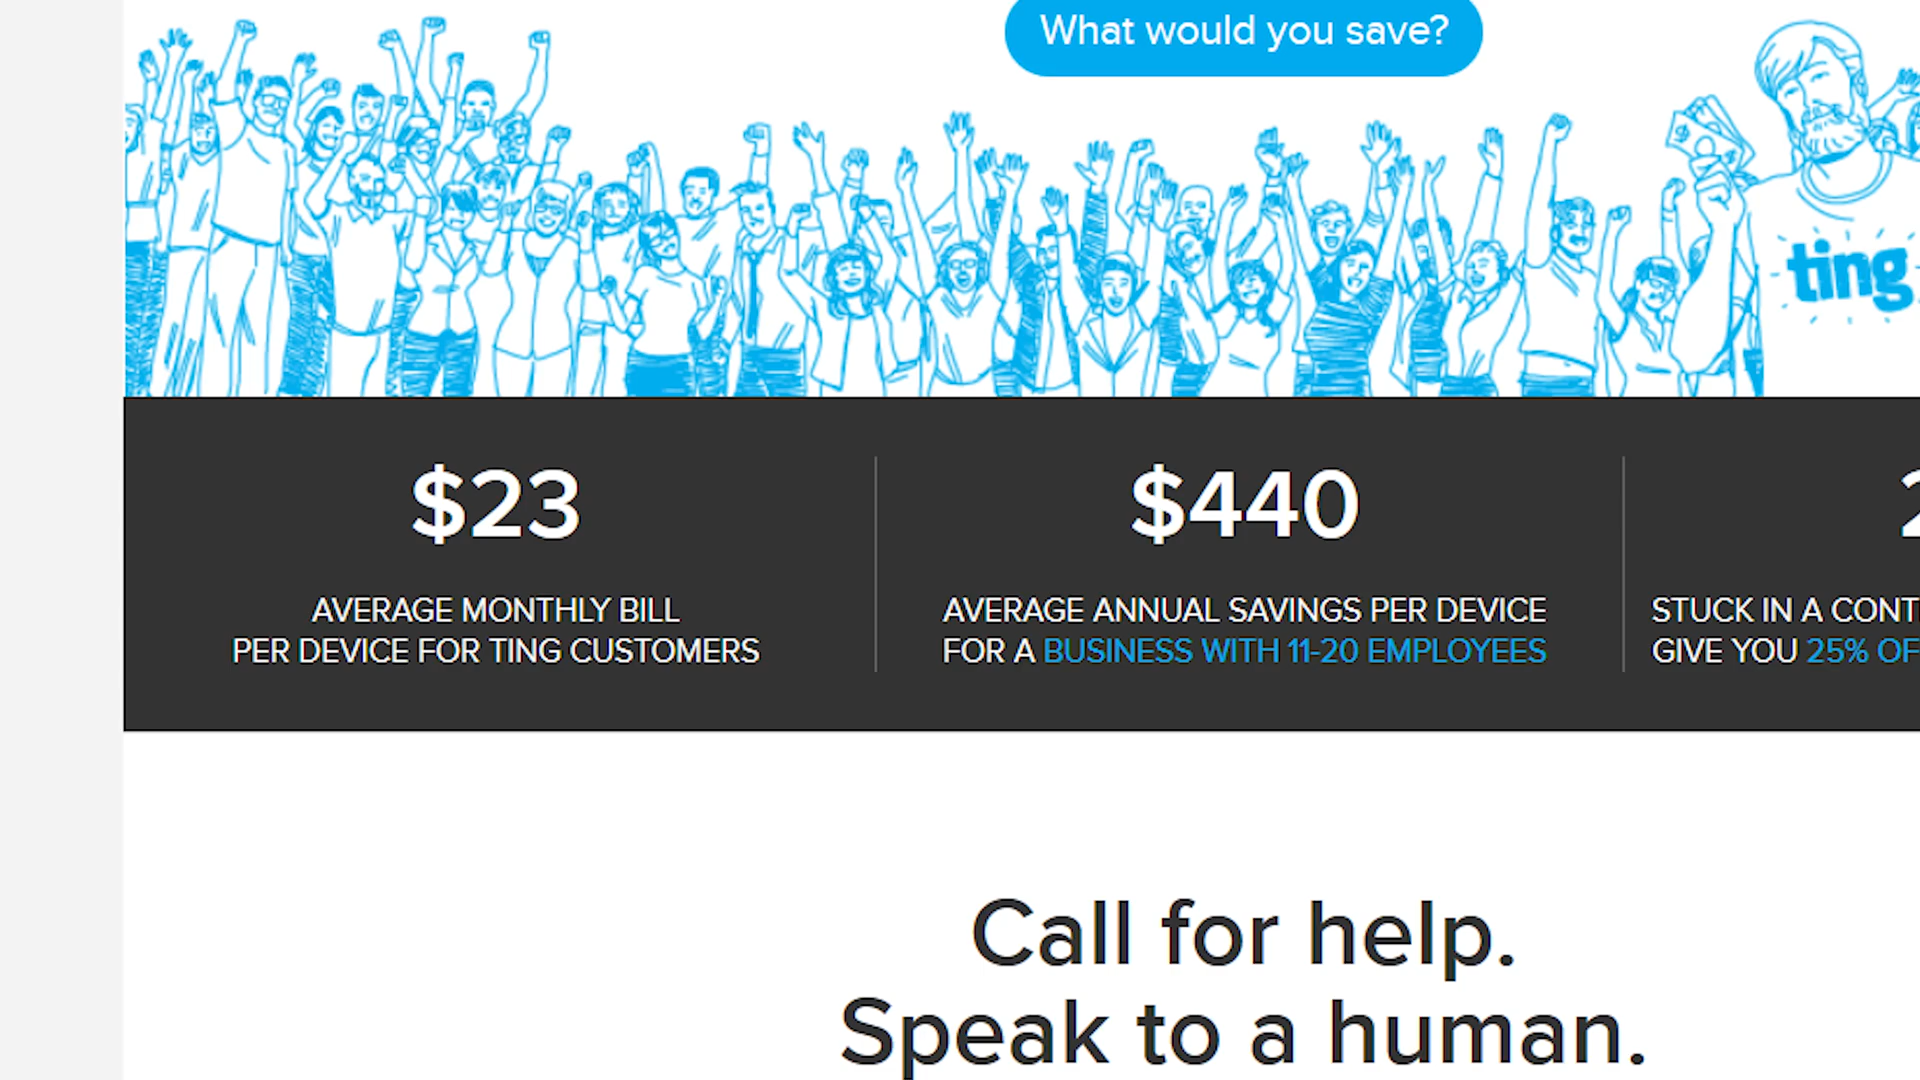 What would you save?
ting
$23
AVERAGE MONTHLY BILL
PER DEVICE FOR TING CUSTOMERS
$440
AVERAGE ANNUAL SAVINGS PER DEVICE
FOR A BUSINESS WITH 11-20 EMPLOYEES
STUCK IN A
GIVE YOU 25%
Call for help.
Speak to a human.